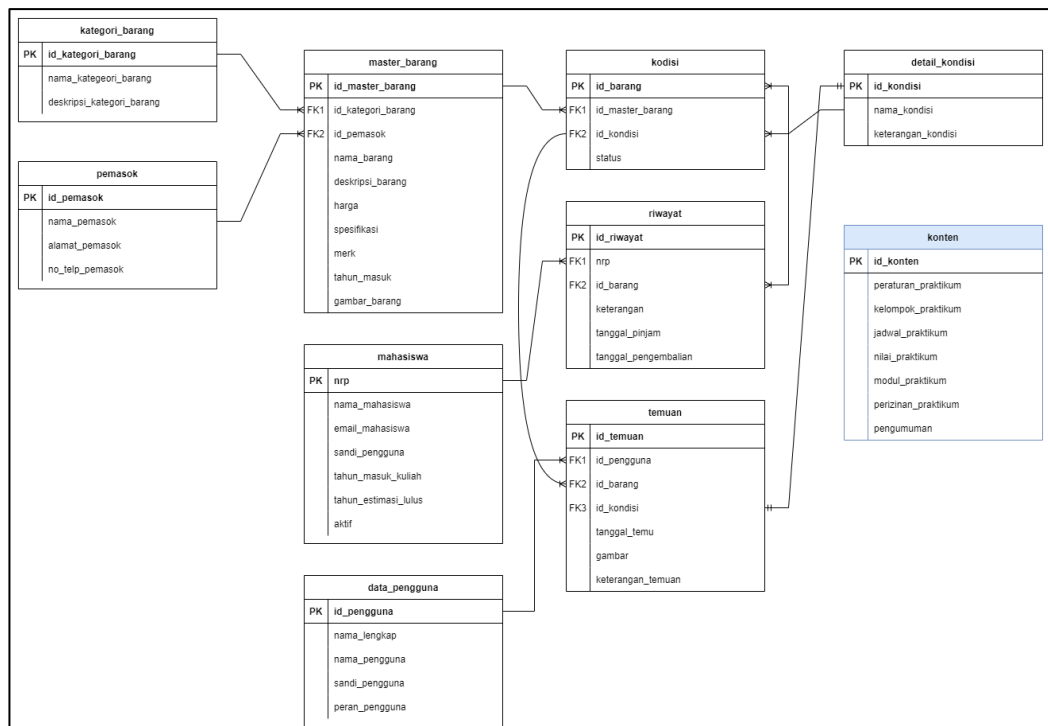 kategori_barang
PK id_kategori_barang
nama_kategeori_barang
deskripsi_kategori_barang
pemasok
PK id_pemasok
nama_pemasok
alamat_pemasok
no_telp_pemasok
master_barang
PK id_master_barang
FK1 id_kategori_barang
FK2 id_pemasok
nama_barang
deskripsi_barang
harga
spesifikasi
merk
tahun_masuk
gambar_barang
mahasiswa
PK nrp
nama_mahasiswa
email_mahasiswa
sandi_pengguna
tahun_masuk_kuliah
tahun_estimasi_lulus
aktif
data_pengguna
PK id_pengguna
nama_lengkap
nama_pengguna
sandi_pengguna
peran_pengguna
kodisi
PK id_barang
FK1 id_master_barang
FK2 id_kondisi
status
riwayat
PK id_riwayat
FK1 nrp
FK2 id_barang
keterangan
tanggal_pinjam
tanggal_pengembalian
temuan
PK id_temuan
FK1 id_pengguna
FK2 id_barang
FK3 id_kondisi
tanggal_temu
gambar
keterangan_temuan
detail_kondisi
PK id_kondisi
nama_kondisi
keterangan_kondisi
konten
PK id_konten
peraturan_praktikum
kelompok_praktikum
jadwal_praktikum
nilai_praktikum
modul_praktikum
perizinan_praktikum
pengumuman